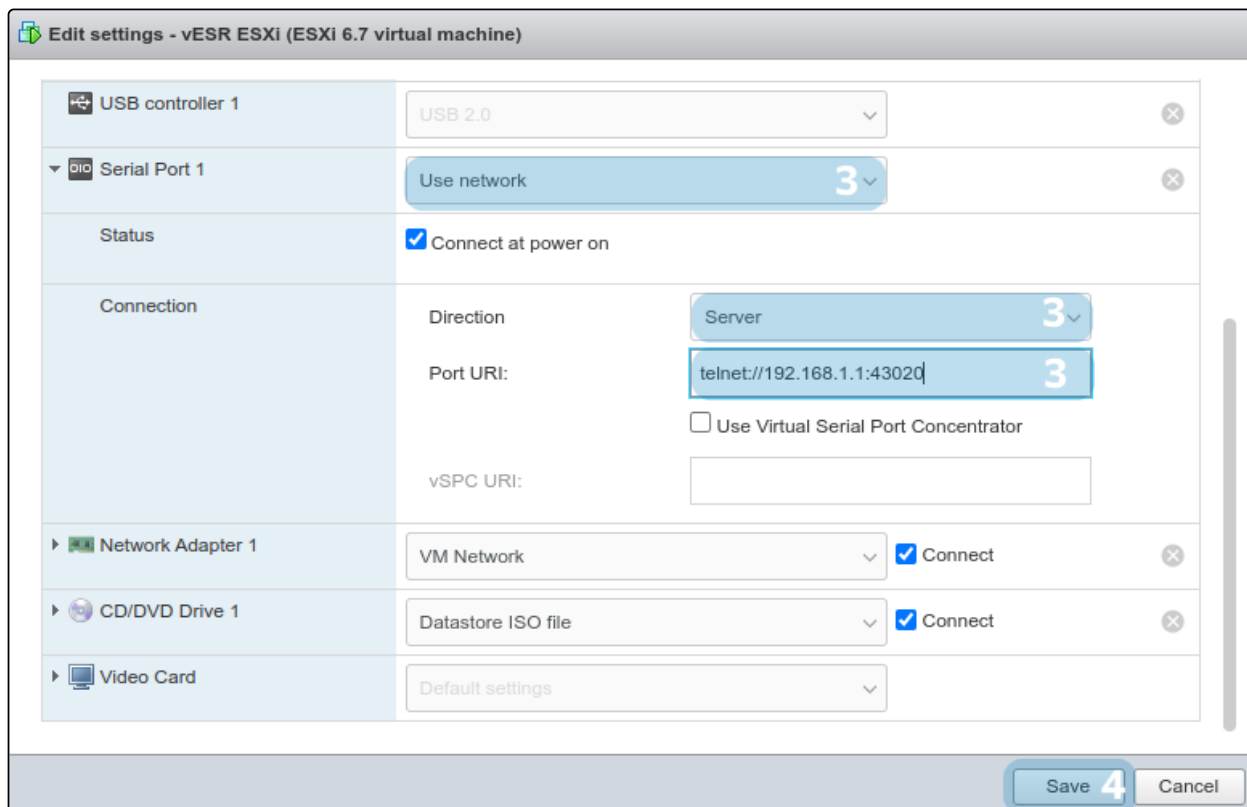 Edit settings - vESR ESXi (ESXi 6.7 virtual machine)
USB controller 1
USB 2.0
Serial Port 1
Use network 3
Status
Connect at power on
Connection
Direction
Server 3
Port URI:
telnet://192.168.1.1:43020 3
Use Virtual Serial Port Concentrator
vSPC URI:
Network Adapter 1
VM Network
Connect
CD/DVD Drive 1
Datastore ISO file
Connect
Video Card
Default settings
Save 4
Cancel